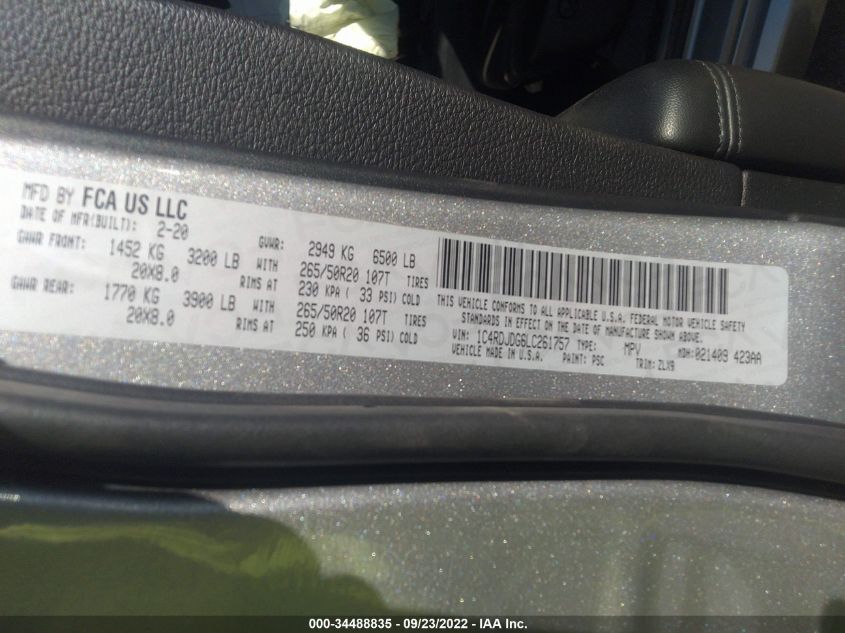 MFD BY FCA US LLC
DATE OF MFR(BUILT): 2-20 GVWR: 2949 KG 6500 LB
GAWR FRONT: 1452 KG 3200 LB WITH 265/50R20 107T TIRES
20X8.0 RIMS AT 230 KPA ( 33 PSI) COLD
GAWR REAR: 1770 KG 3900 LB WITH 265/50R20 107T TIRES
20X8.0 RIMS AT 250 KPA ( 36 PSI) COLD
THIS VEHICLE CONFORMS TO ALL APPLICABLE U.S.A. FEDERAL MOTOR VEHICLE SAFETY
STANDARDS IN EFFECT ON THE DATE OF MANUFACTURE SHOWN ABOVE.
VIN: 1C4RDJDG6LC261757 TYPE: MPV MDH:021409 423AA
VEHICLE MADE IN U.S.A. PAINT: PSC TRIM: ZLX9
000-34488835 - 09/23/2022 - IAA Inc.